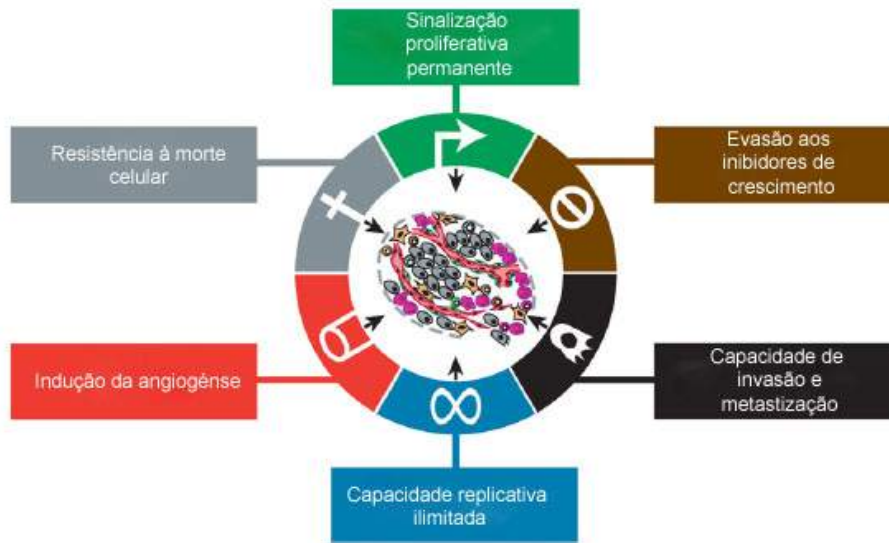 Sinalização
proliferativa
permanente
Resistência à morte
celular
Evasão aos
inibidores de
crescimento
Indução da angiogénse
Capacidade de
invasão e
metastização
Capacidade replicativa
ilimitada